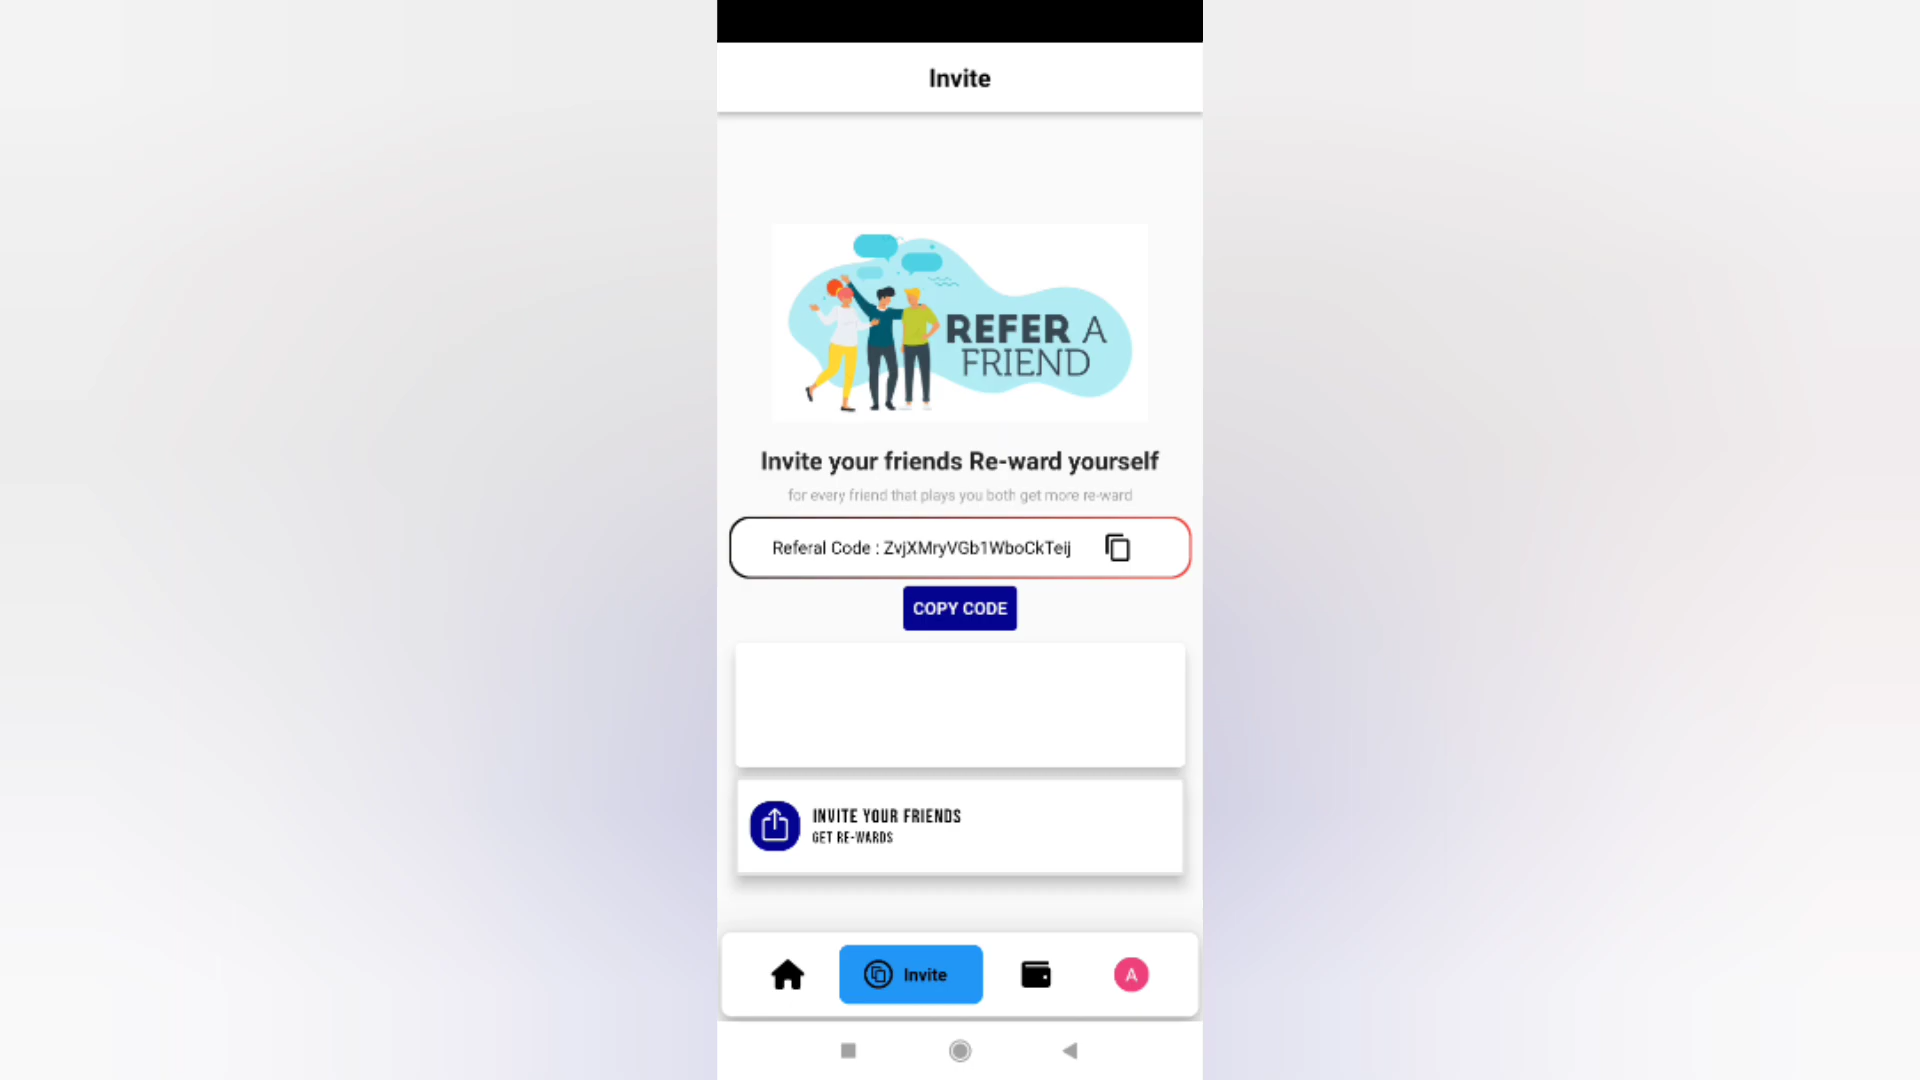 Invite
REFER A
FRIEND
Invite your friends Re-ward yourself
for every friend that plays you both get more re-ward
Referal Code : ZvjXMryVGb1WboCkTeij
COPY CODE
INVITE YOUR FRIENDS
GET RE-WARDS
Invite
A